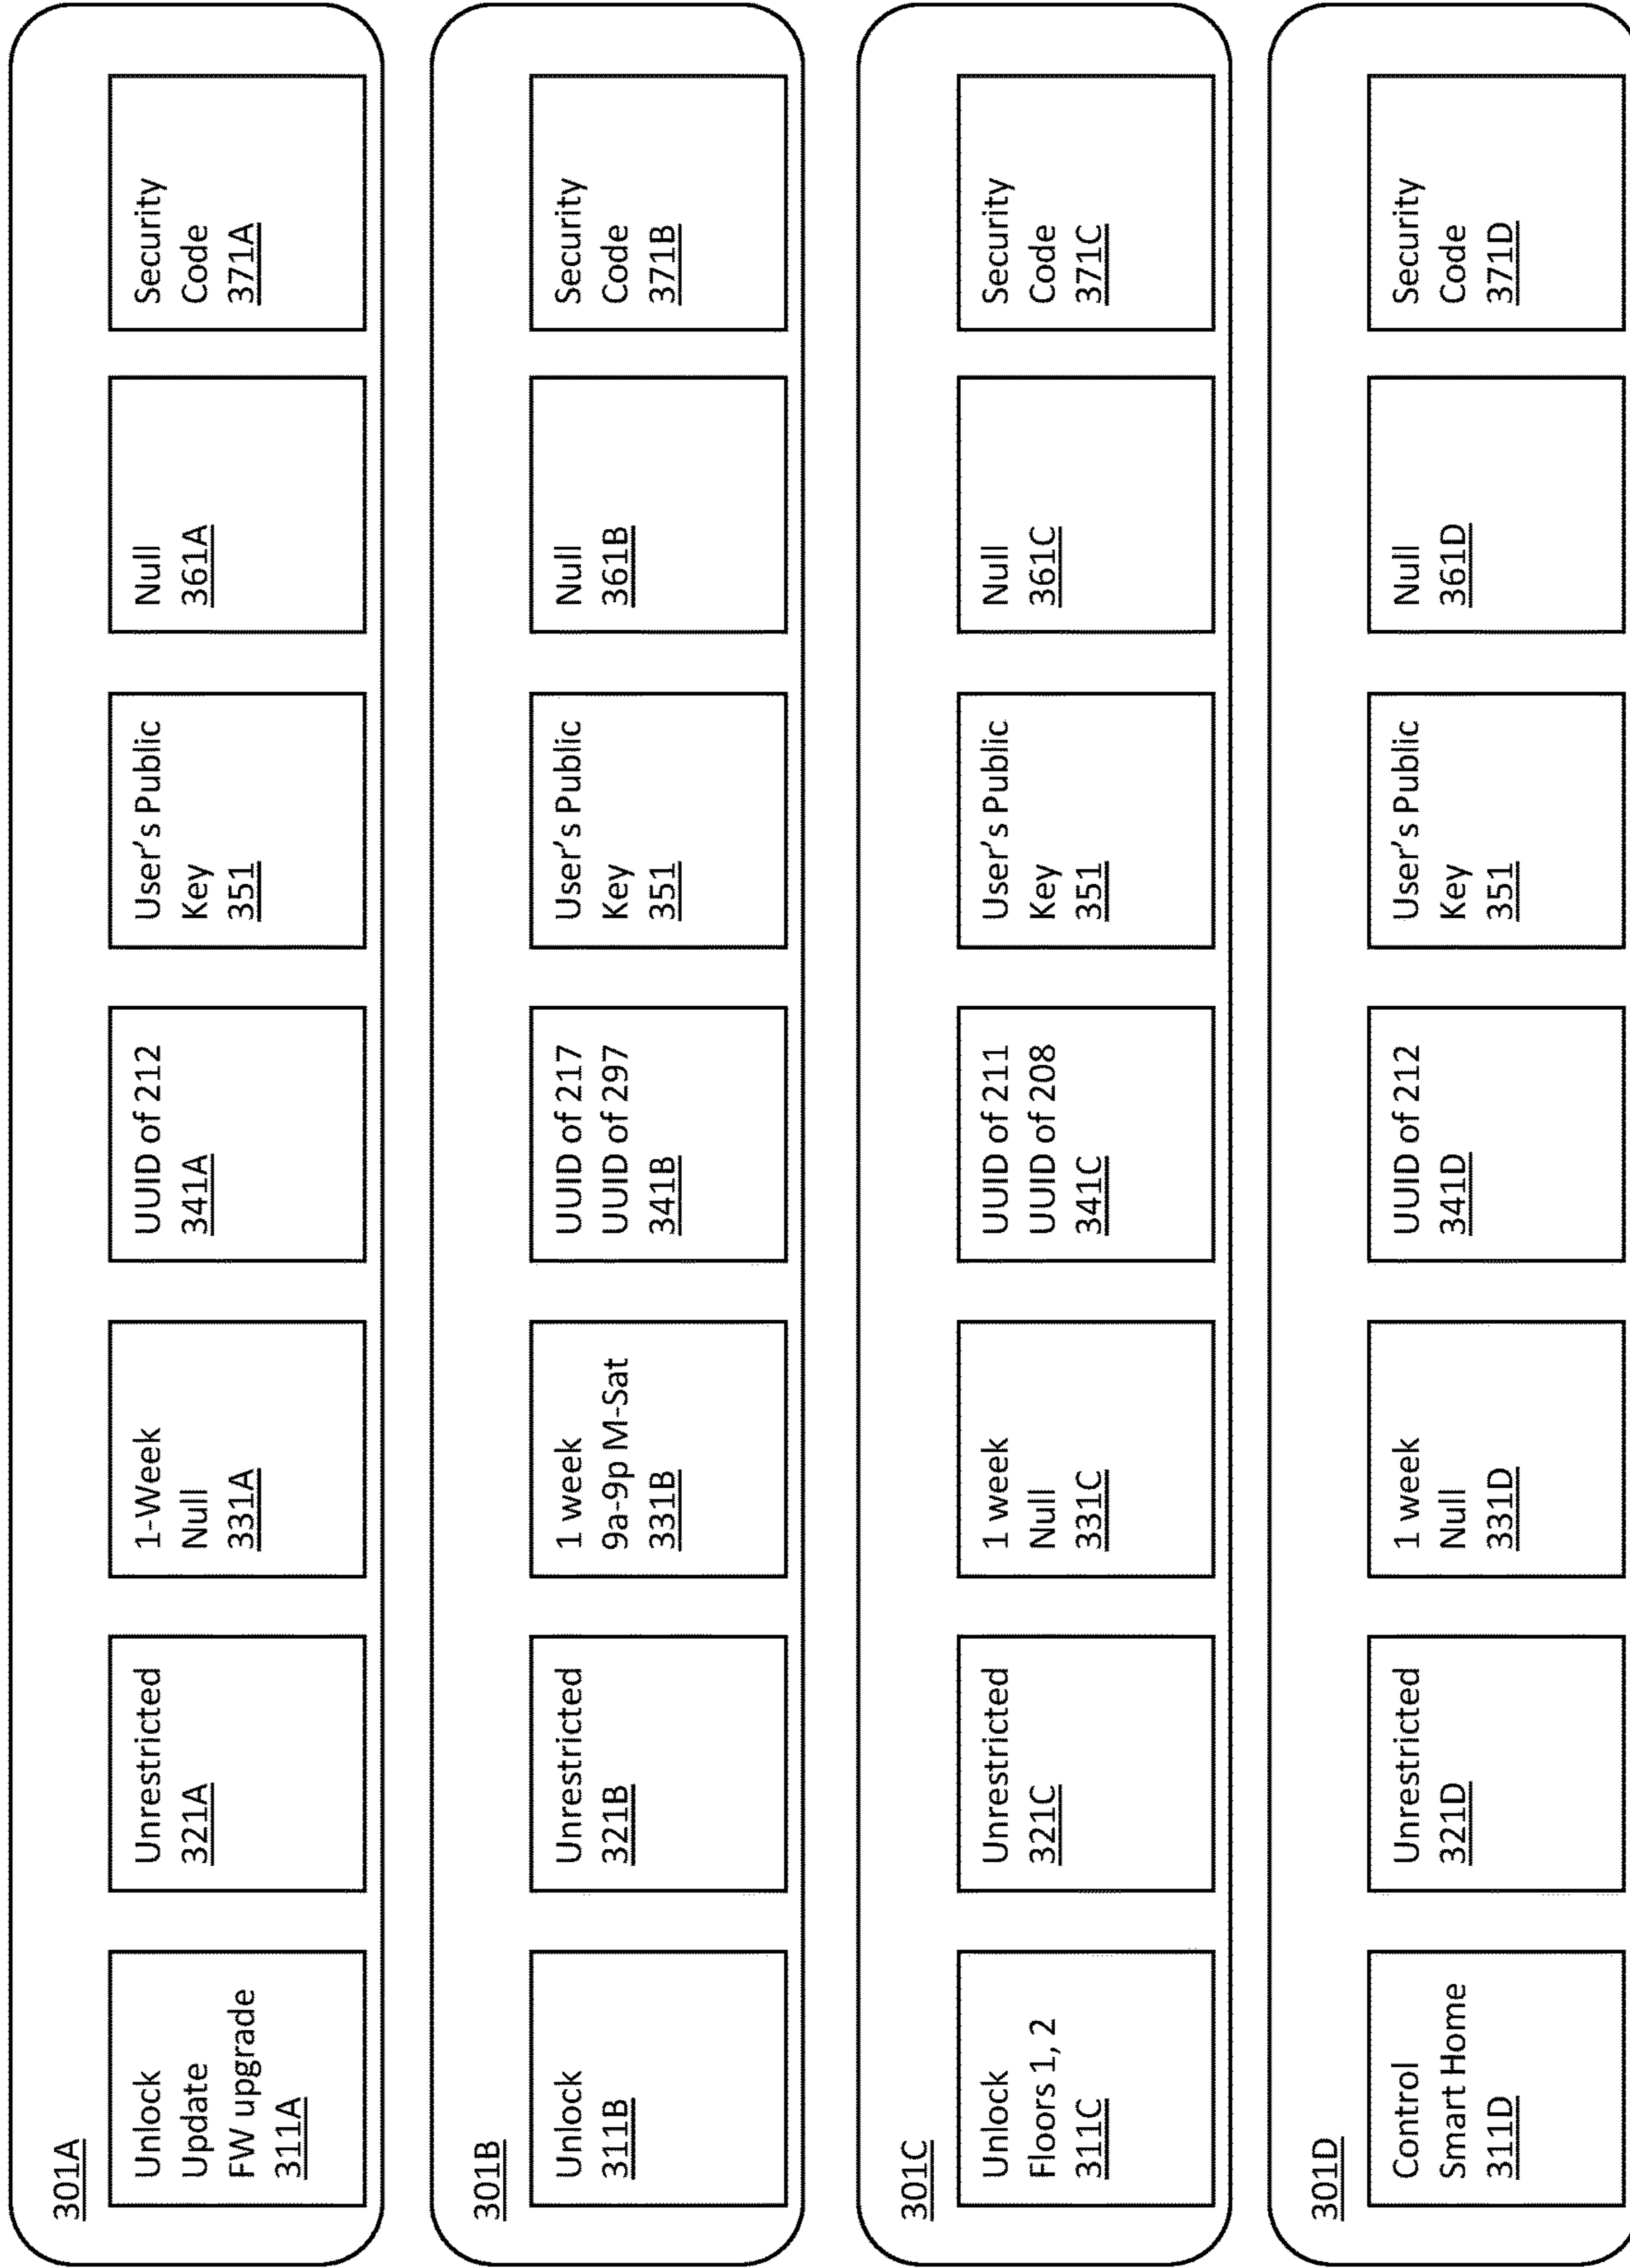 301A
Unlock
Update
FW upgrade
311A
Unrestricted
321A
1-Week
Null
331A
UUID of 212
341A
User's Public
Key
351
Null
361A
Security
Code
371A
301B
Unlock
311B
Unrestricted
321B
1 week
9a-9p M-Sat
331B
UUID of 217
UUID of 297
341B
User's Public
Key
351
Null
361B
Security
Code
371B
301C
Unlock
Floors 1, 2
311C
Unrestricted
321C
1 week
Null
331C
UUID of 211
UUID of 208
341C
User's Public
Key
351
Null
361C
Security
Code
371C
301D
Control
Smart Home
311D
Unrestricted
321D
1 week
Null
331D
UUID of 212
341D
User's Public
Key
351
Null
361D
Security
Code
371D